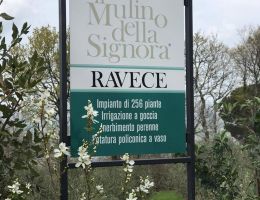 Mulino
della
Signora
RAVECE
Impianto di 256 piante
Irrigazione a goccia
Inerbimento perenne
Potatura policonica a vaso